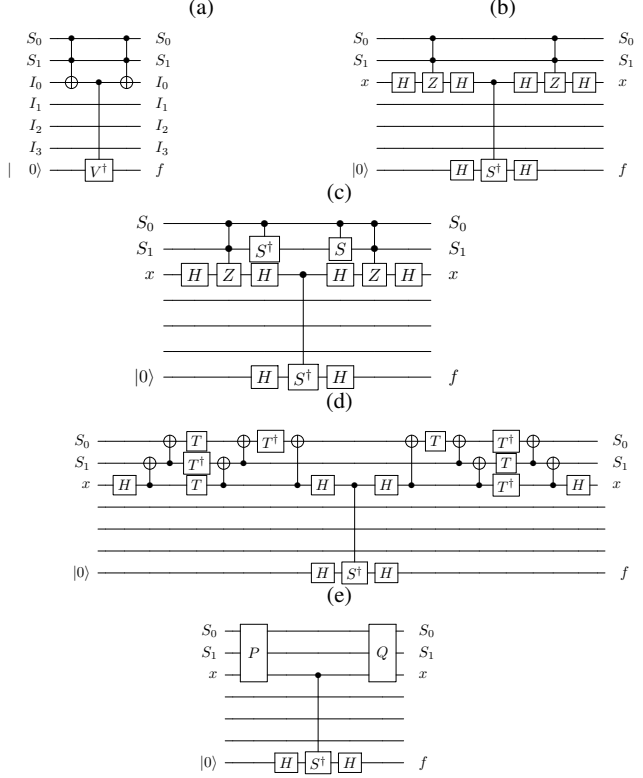 (a) (b)
S₀ S₀ S₀ S₀
S₁ S₁ S₁ S₁
I₀ I₀ x H Z H H Z H x
I₁ I₁
I₂ I₂
I₃ I₃
| 0⟩ V† f |0⟩ H S† H f
(c)
S₀ S₀
S₁ S† S S₁
x H Z H H Z H x
|0⟩ H S† H f
(d)
S₀ T T† T T† S₀
S₁ T† T S₁
x H T H H T† H x
|0⟩ H S† H f
(e)
S₀ S₀
S₁ P Q S₁
x x
|0⟩ H S† H f